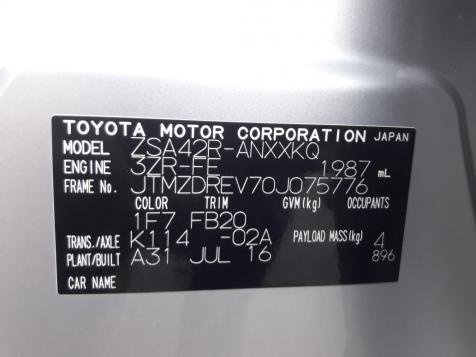 TOYOTA MOTOR CORPORATION JAPAN
MODEL ZSA42R-ANXXKQ
ENGINE 3ZR-FE 1987 mL
FRAME No. JTMZDREV70J075776
COLOR TRIM GVM(kg) OCCUPANTS
1F7 FB20
TRANS./AXLE K114 -02A PAYLOAD MASS(kg) 4
PLANT/BUILT A31 JUL 16 896
CAR NAME